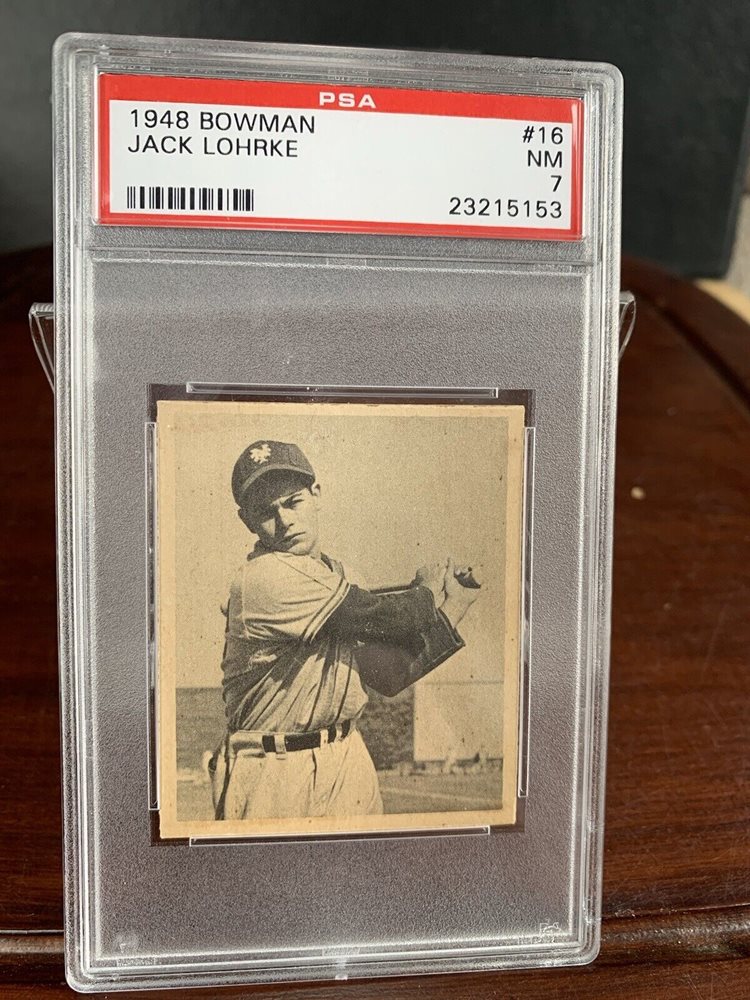 PSA
1948 BOWMAN #16
JACK LOHRKE NM
7
23215153